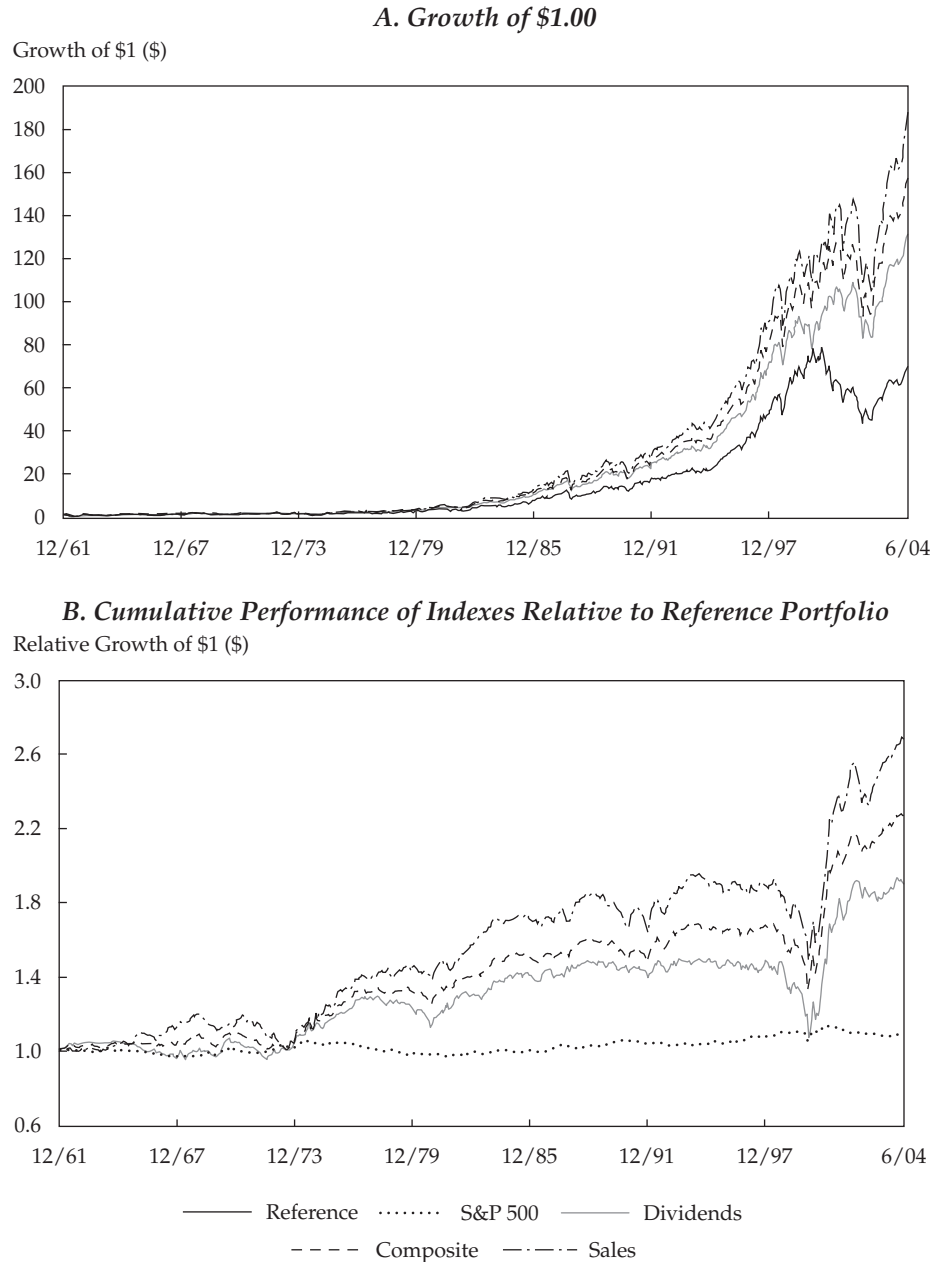 A. Growth of $1.00
Growth of $1 ($)
200
180
160
140
120
100
80
60
40
20
0
12/61 12/67 12/73 12/79 12/85 12/91 12/97 6/04
B. Cumulative Performance of Indexes Relative to Reference Portfolio
Relative Growth of $1 ($)
3.0
2.6
2.2
1.8
1.4
1.0
0.6
12/61 12/67 12/73 12/79 12/85 12/91 12/97 6/04
Reference S&P 500 Dividends
Composite Sales